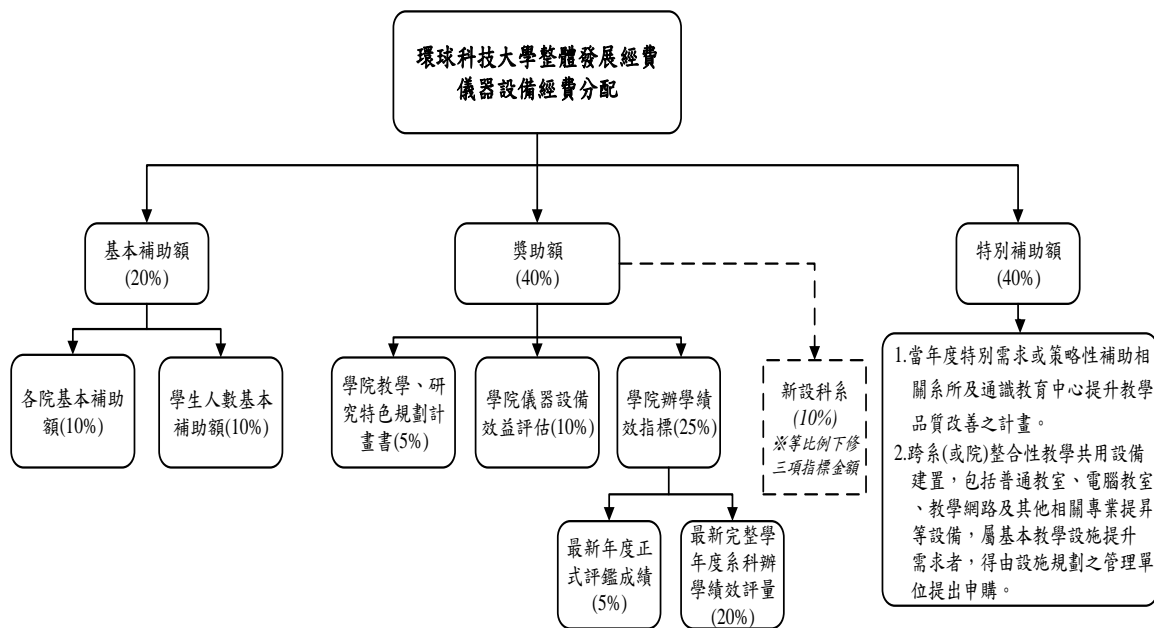 環球科技大學整體發展經費
儀器設備經費分配
基本補助額
(20%)
獎助額
(40%)
特別補助額
(40%)
各院基本補助
額(10%)
學生人數基本
補助額(10%)
學院教學、研
究特色規劃計
畫書(5%)
學院儀器設備
效益評估(10%)
學院辦學績
效指標(25%)
新設科系
(10%)
※等比例下修
三項指標金額
1.當年度特別需求或策略性補助相
關系所及通識教育中心提升教學
品質改善之計畫。
2.跨系(或院)整合性教學共用設備
建置，包括普通教室、電腦教室
、教學網路及其他相關專業提昇
等設備，屬基本教學設施提升
需求者，得由設施規劃之管理單
位提出申購。
最新年度正
式評鑑成績
(5%)
最新完整學
年度系科辦
學績效評量
(20%)